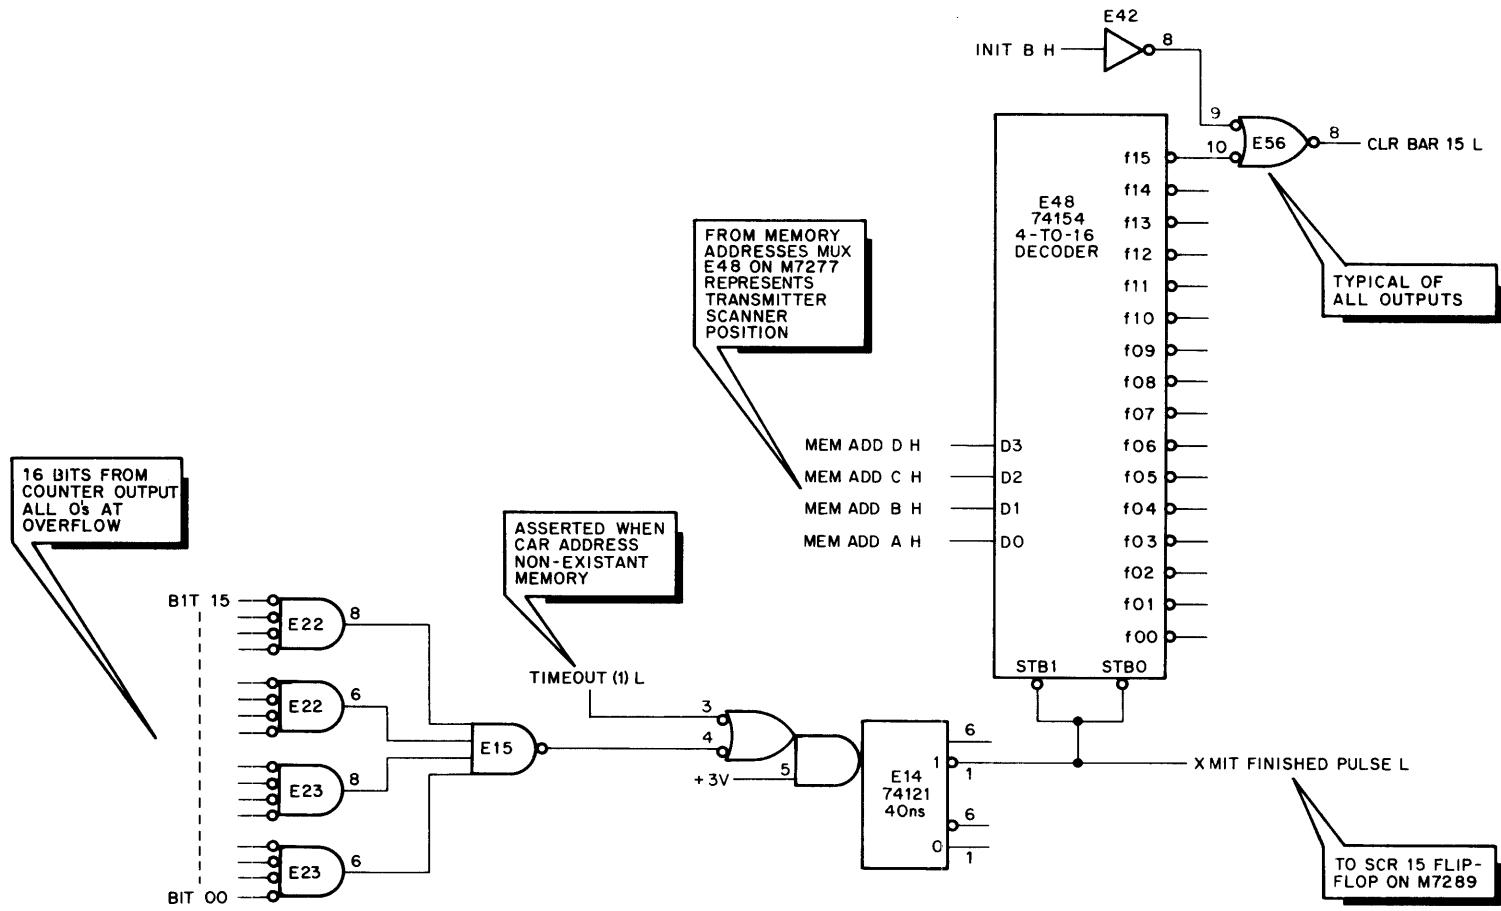 E42
INIT B H
8
9
10
E56
8
CLR BAR 15 L
TYPICAL OF
ALL OUTPUTS
E48
74154
4-TO-16
DECODER
f15
f14
f13
f12
f11
f10
f09
f08
f07
f06
f05
f04
f03
f02
f01
f00
D3
D2
D1
D0
STB1
STB0
FROM MEMORY
ADDRESSES MUX
E48 ON M7277
REPRESENTS
TRANSMITTER
SCANNER
POSITION
MEM ADD D H
MEM ADD C H
MEM ADD B H
MEM ADD A H
16 BITS FROM
COUNTER OUTPUT
ALL O's AT
OVERFLOW
ASSERTED WHEN
CAR ADDRESS
NON-EXISTANT
MEMORY
BIT 15
E22
8
E22
6
E23
8
E23
6
BIT 00
E15
TIMEOUT (1) L
3
4
5
+3V
E14
74121
40ns
6
1
1
6
0
1
XMIT FINISHED PULSE L
TO SCR 15 FLIP-
FLOP ON M7289